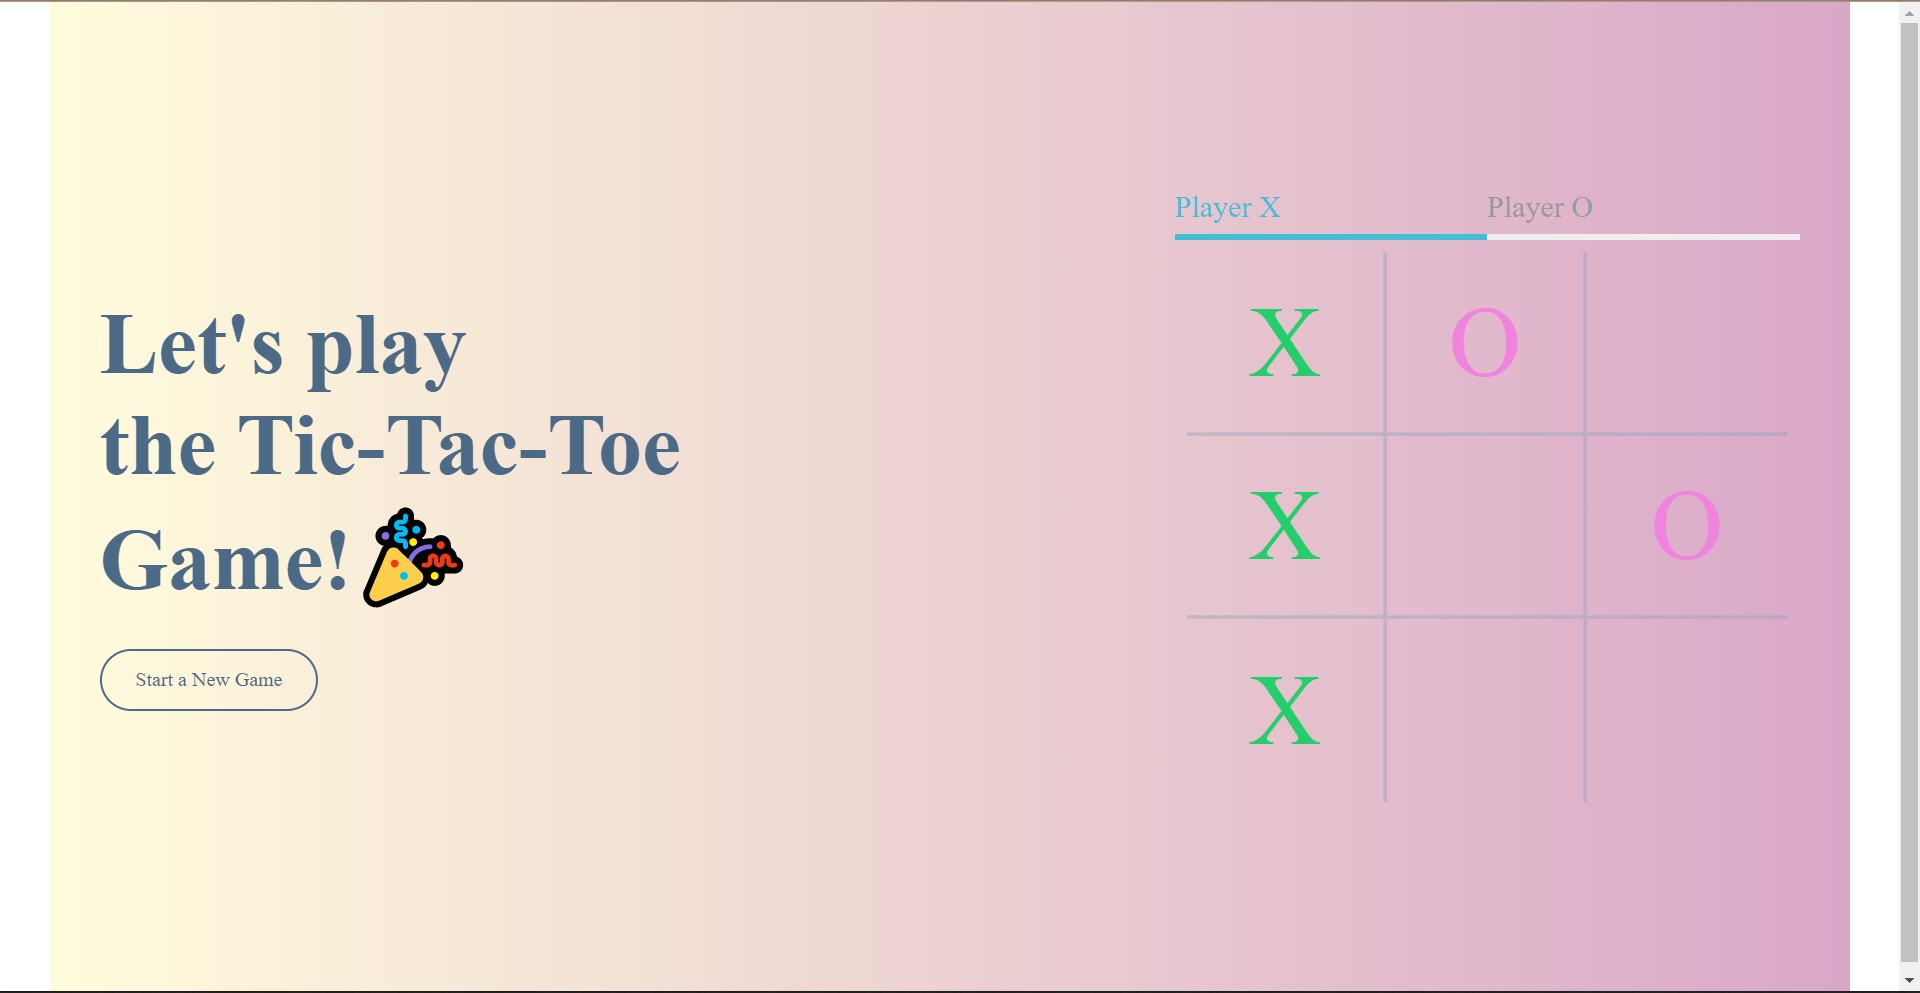 Let's play
the Tic-Tac-Toe
Game!
Start a New Game
Player X Player O
X O
X O
X